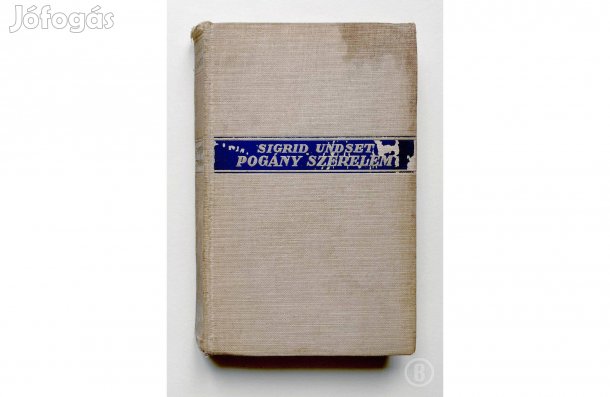 Jófogás
SIGRID UNDSET
POGÁNY SZERELEM
B